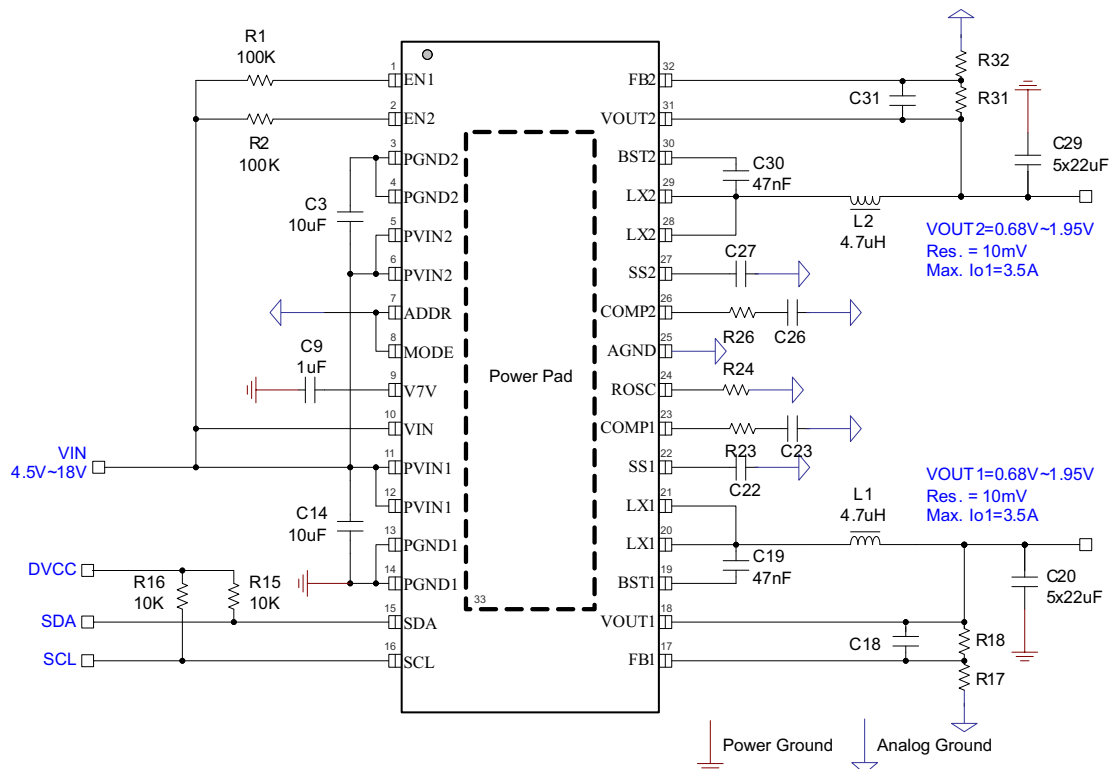 R1
100K
R2
100K
C3
10uF
C9
1uF
VIN
4.5V~18V
C14
10uF
DVCC
R16
10K
R15
10K
SDA
SCL
1
EN1
2
EN2
3
PGND2
4
PGND2
5
PVIN2
6
PVIN2
7
ADDR
8
MODE
9
V7V
10
VIN
11
PVIN1
12
PVIN1
13
PGND1
14
PGND1
15
SDA
16
SCL
Power Pad
33
32
FB2
31
VOUT2
30
BST2
29
LX2
28
LX2
27
SS2
26
COMP2
25
AGND
24
ROSC
23
COMP1
22
SS1
21
LX1
20
LX1
19
BST1
18
VOUT1
17
FB1
R32
R31
C31
C29
5x22uF
C30
47nF
L2
4.7uH
VOUT2=0.68V~1.95V
Res. = 10mV
Max. Io1=3.5A
C27
R26
C26
R24
R23
C23
C22
VOUT1=0.68V~1.95V
Res. = 10mV
Max. Io1=3.5A
L1
4.7uH
C19
47nF
C20
5x22uF
C18
R18
R17
Power Ground
Analog Ground